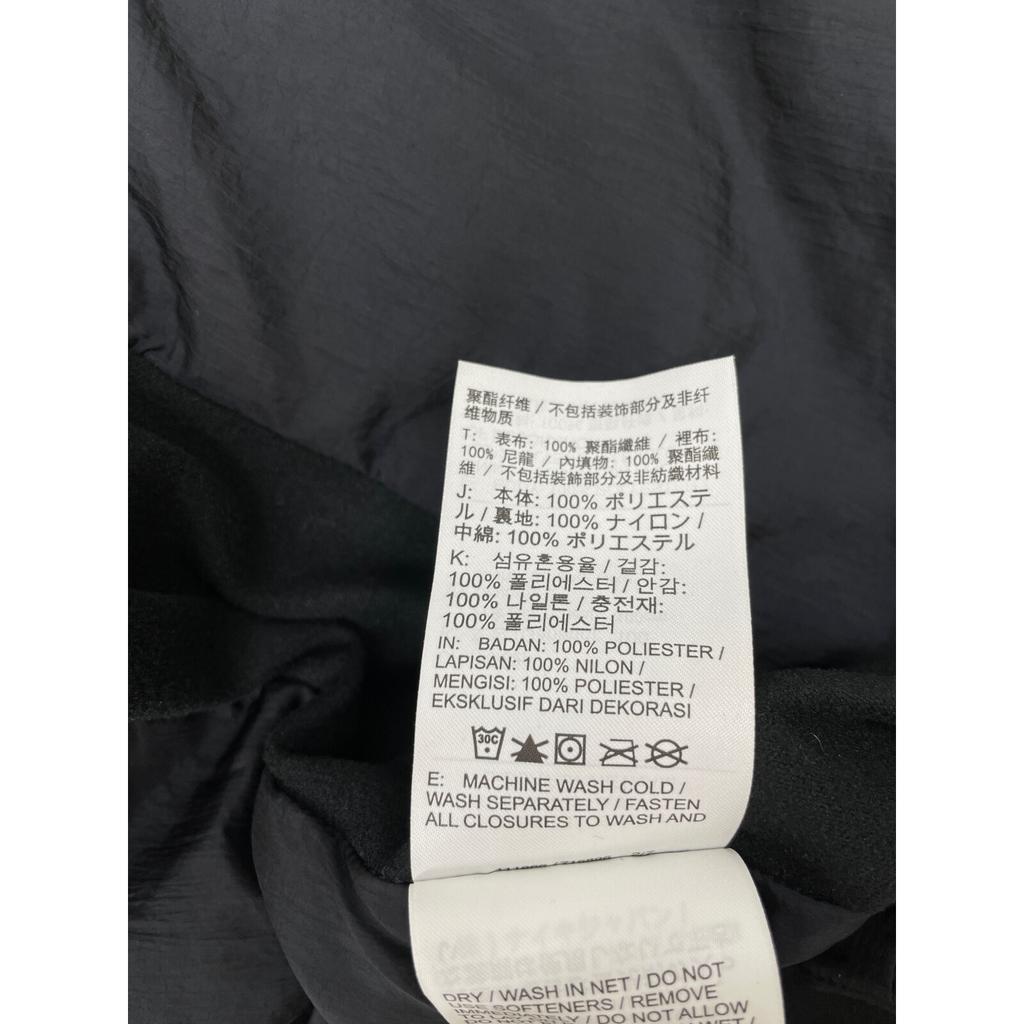 聚酯纤维 / 不包括装饰部分及非纤
维物质
T: 表布: 100% 聚酯纖維 / 裡布:
100% 尼龍 / 內填物: 100% 聚酯纖
維 / 不包括裝飾部分及非紡織材料
J: 本体: 100% ポリエステ
ル / 裏地: 100% ナイロン /
中綿: 100% ポリエステル
K: 섬유혼용율 / 겉감:
100% 폴리에스터 / 안감:
100% 나일론 / 충전재:
100% 폴리에스터
IN: BADAN: 100% POLIESTER /
LAPISAN: 100% NILON /
MENGISI: 100% POLIESTER /
EKSKLUSIF DARI DEKORASI
30C
E: MACHINE WASH COLD /
WASH SEPARATELY / FASTEN
ALL CLOSURES TO WASH AND
DRY / WASH IN NET / DO NOT
USE SOFTENERS / REMOVE
IMMEDIATELY / DO NOT ALLOW